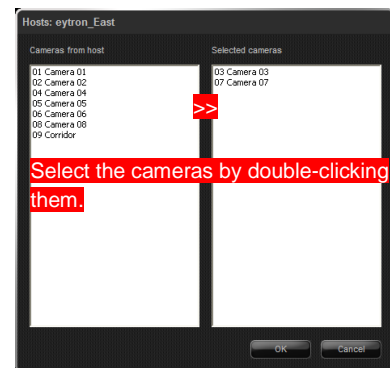 Hosts: eytron_East
Cameras from host
Selected cameras
01 Camera 01
02 Camera 02
04 Camera 04
05 Camera 05
06 Camera 06
08 Camera 08
09 Corridor
03 Camera 03
07 Camera 07
>>
Select the cameras by double-clicking
them.
OK
Cancel